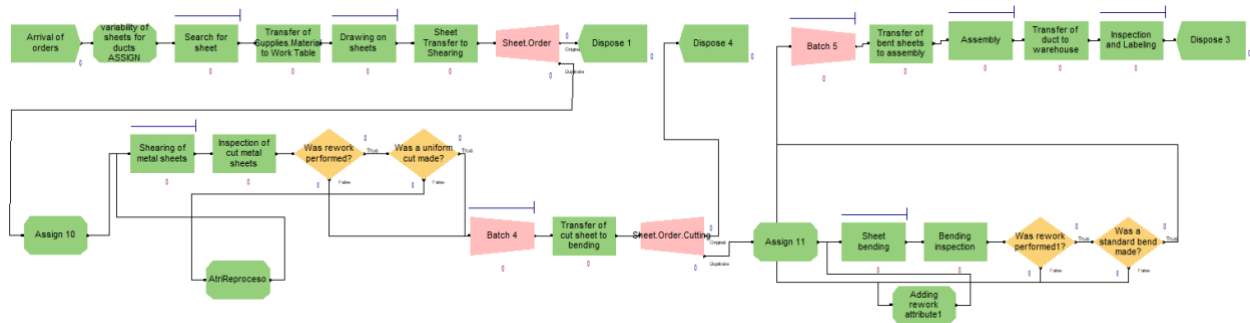 Arrival of
orders
variability of
sheets for
ducts ASSIGN
Search for
sheet
Transfer of
Supplies.Material
to Work Table
Drawing on
sheets
Sheet
Transfer to
Shearing
Sheet.Order
Original
Duplicate
Dispose 1
Dispose 4
Batch 5
Transfer of
bent sheets
to assembly
Assembly
Transfer of
duct to
warehouse
Inspection
and Labeling
Dispose 3
Assign 10
Shearing of
metal sheets
Inspection of
cut metal
sheets
Was rework
performed?
True
False
Was a uniform
cut made?
True
False
AtriReproceso
Batch 4
Transfer of
cut sheet to
bending
Sheet.Order.Cutting
Original
Duplicate
Assign 11
Sheet
bending
Bending
inspection
Was rework
performed1?
True
False
Was a
standard bend
made?
True
False
Adding
rework
attribute1